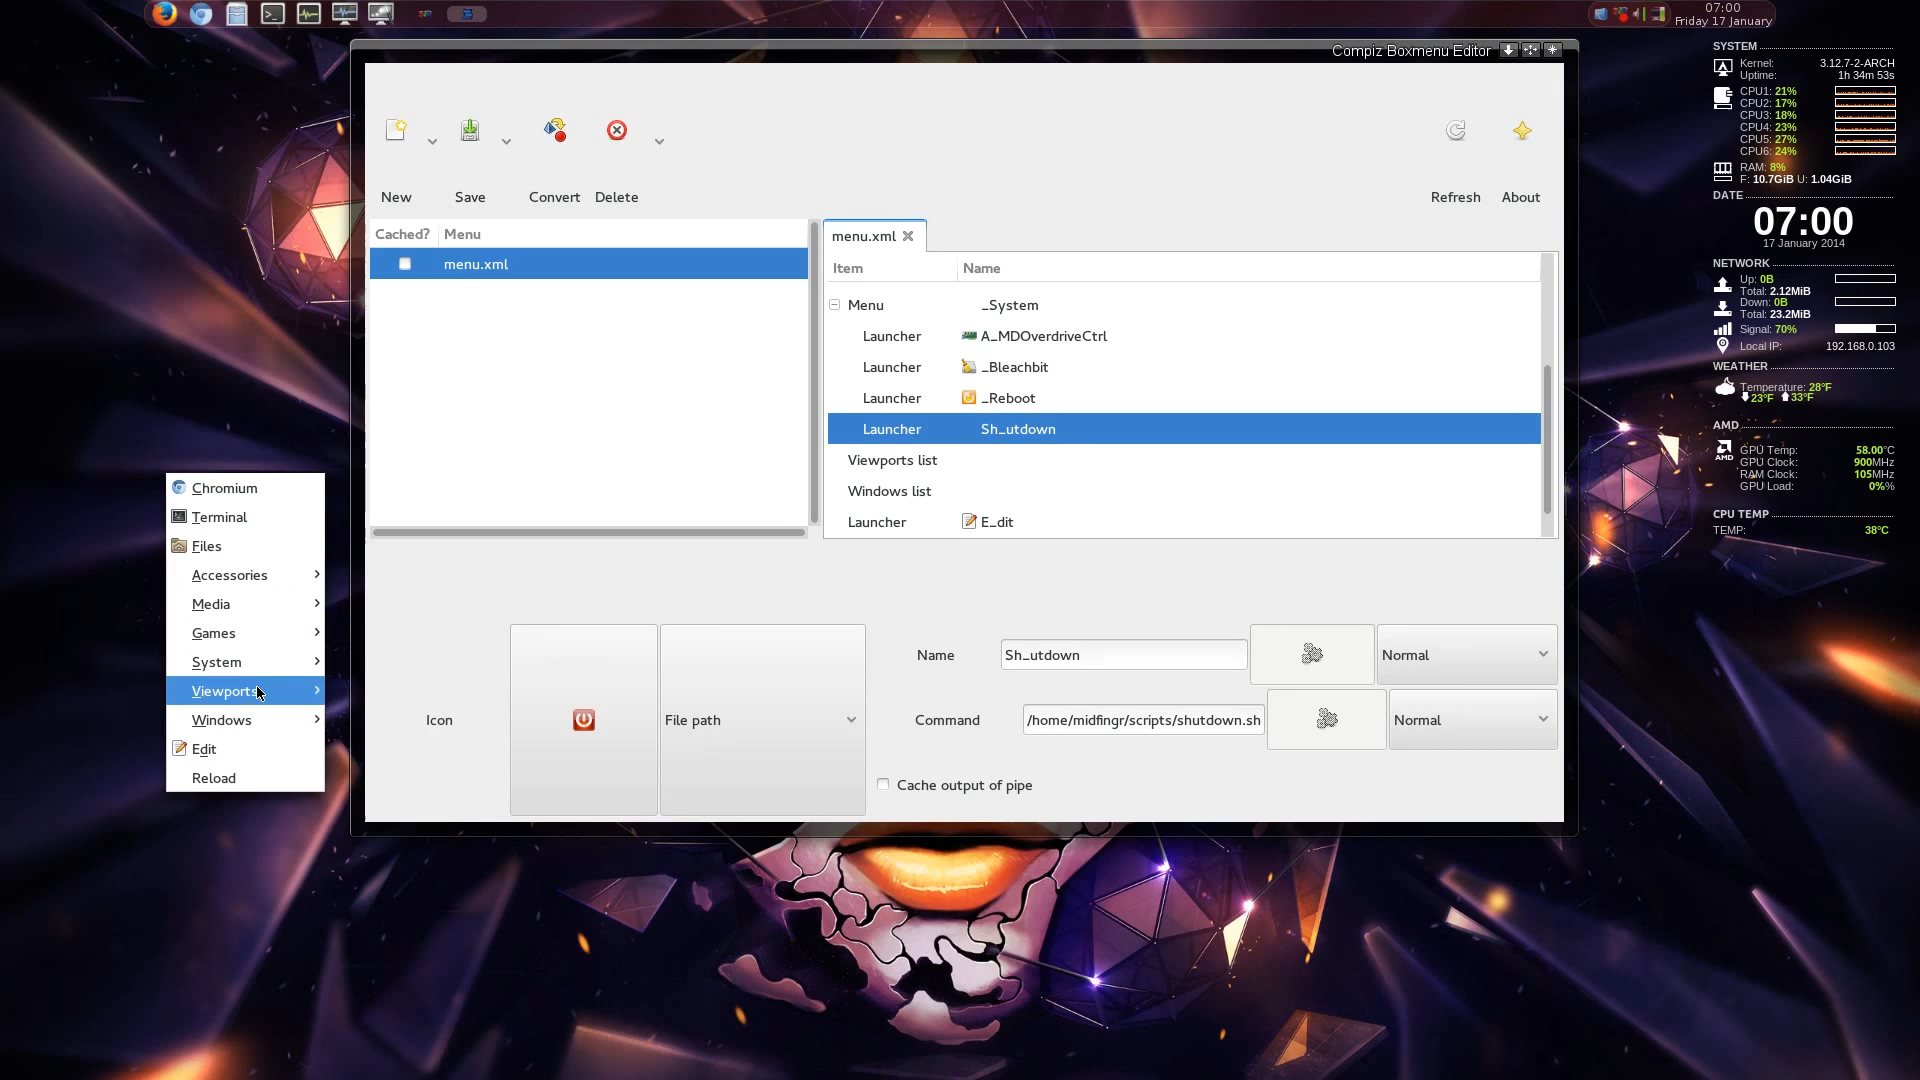 07:00
Friday 17 January
Compiz Boxmenu Editor
New
Save
Convert
Delete
Refresh
About
Cached? Menu
menu.xml
menu.xml
Item Name
Menu _System
Launcher A_MDOverdriveCtrl
Launcher _Bleachbit
Launcher _Reboot
Launcher Sh_utdown
Viewports list
Windows list
Launcher E_dit
Icon
File path
Name
Sh_utdown
Normal
Command
/home/midfingr/scripts/shutdown.sh
Normal
Cache output of pipe
Chromium
Terminal
Files
Accessories
Media
Games
System
Viewports
Windows
Edit
Reload
SYSTEM
Kernel: 3.12.7-2-ARCH
Uptime: 1h 34m 53s
CPU1: 21%
CPU2: 17%
CPU3: 18%
CPU4: 23%
CPU5: 27%
CPU6: 24%
RAM: 8%
F: 10.7GiB U: 1.04GiB
DATE
07:00
17 January 2014
NETWORK
Up: 0B
Total: 2.12MiB
Down: 0B
Total: 23.2MiB
Signal: 70%
Local IP: 192.168.0.103
WEATHER
Temperature: 28°F
23°F 33°F
AMD
AMD
GPU Temp: 58.00°C
GPU Clock: 900MHz
RAM Clock: 105MHz
GPU Load: 0%%
CPU TEMP
TEMP: 38°C